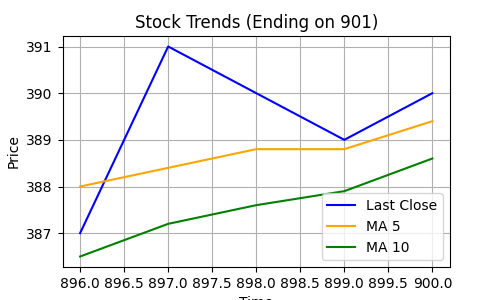 Stock Trends (Ending on 901)
391
390
389
388
387
Price
Last Close
MA 5
MA 10
896.0 896.5 897.0 897.5 898.0 898.5 899.0 899.5 900.0
Time